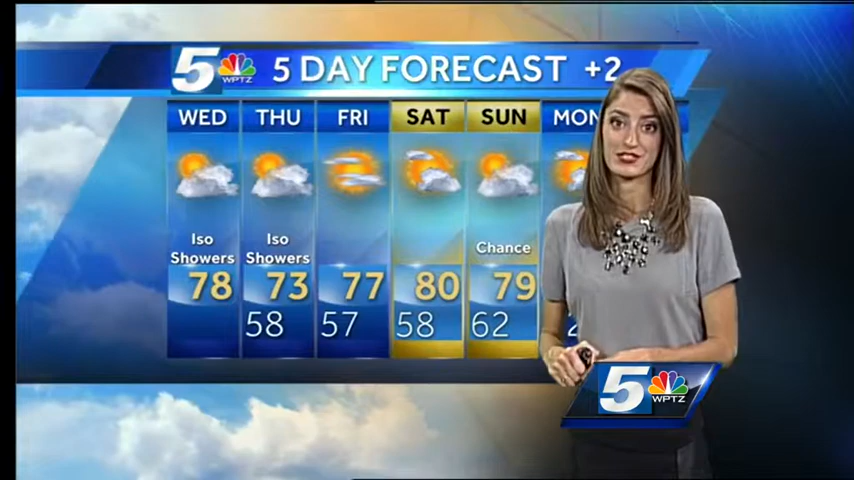 5 WPTZ 5 DAY FORECAST +2
WED THU FRI SAT SUN MON
Iso Showers
Iso Showers
Chance
78 73 77 80 79
58 57 58 62
5 WPTZ